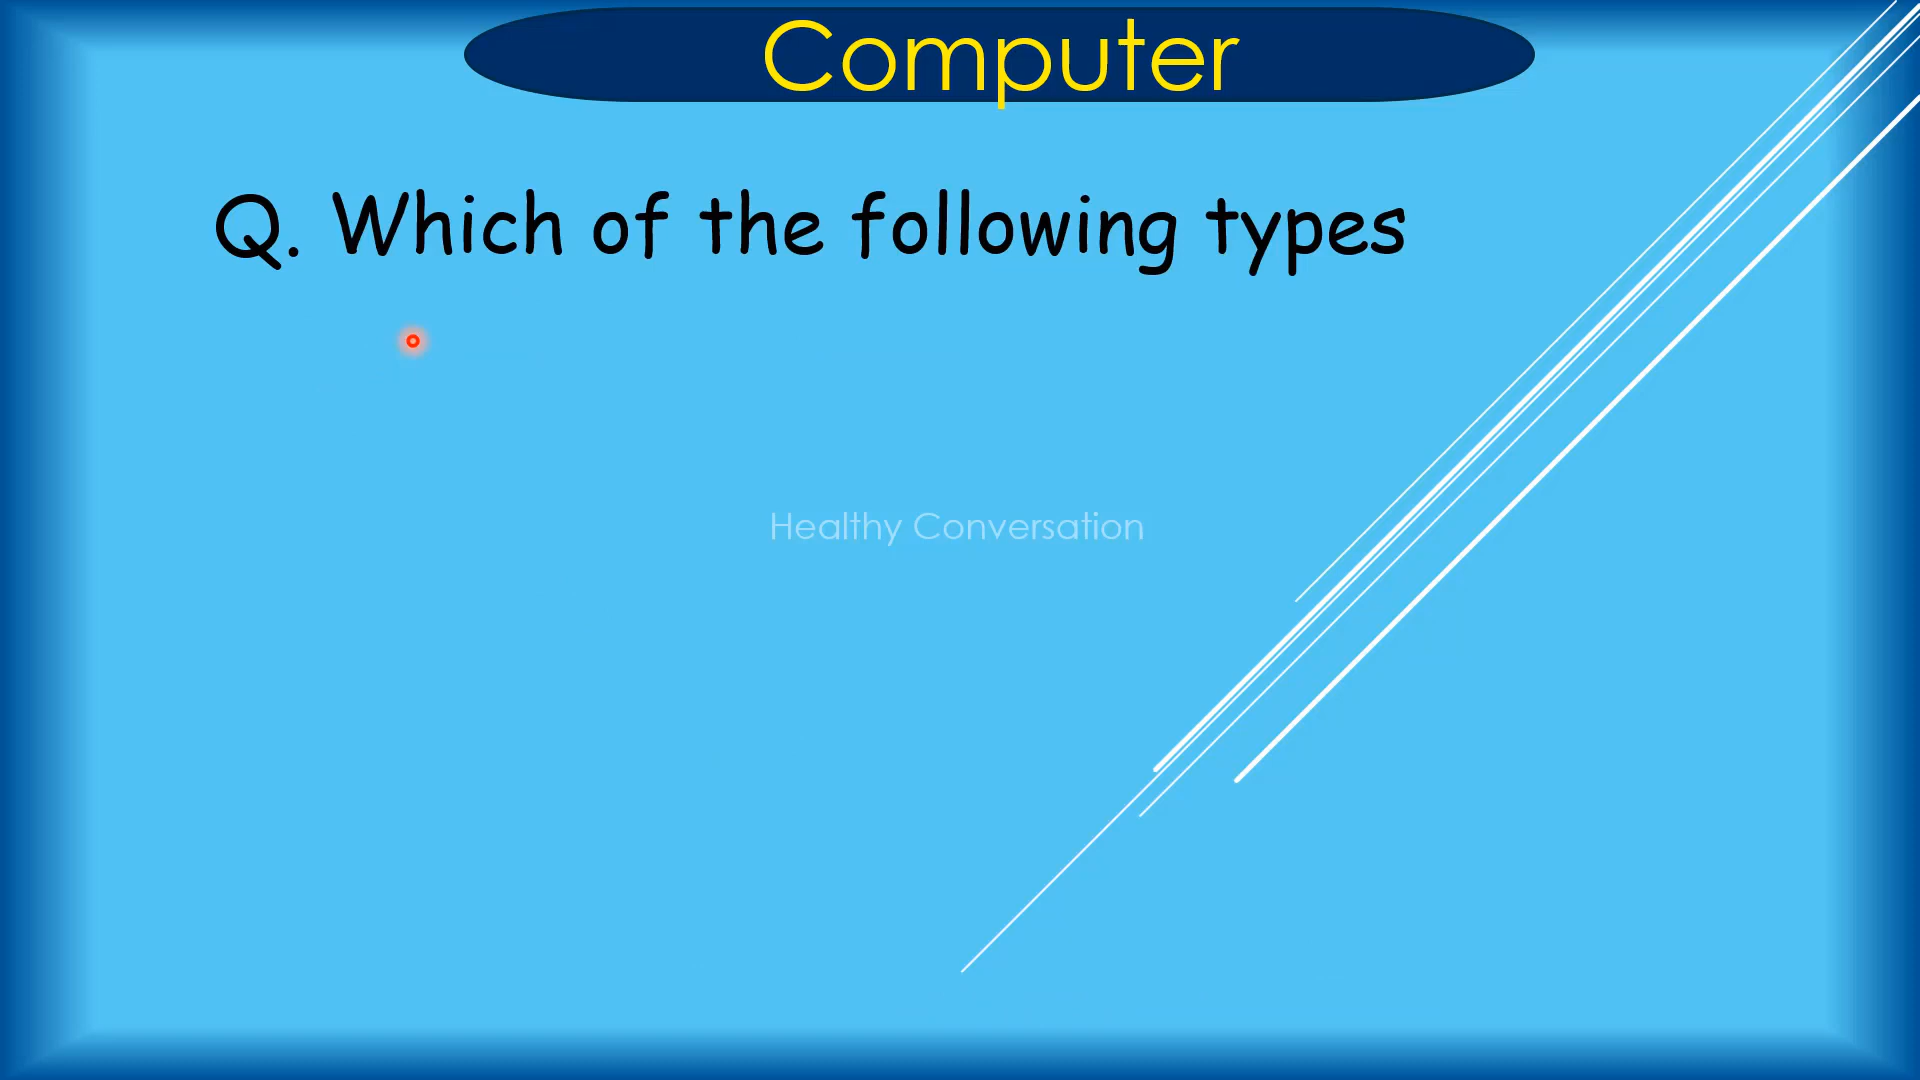 Computer
Q. Which of the following types
Healthy Conversation